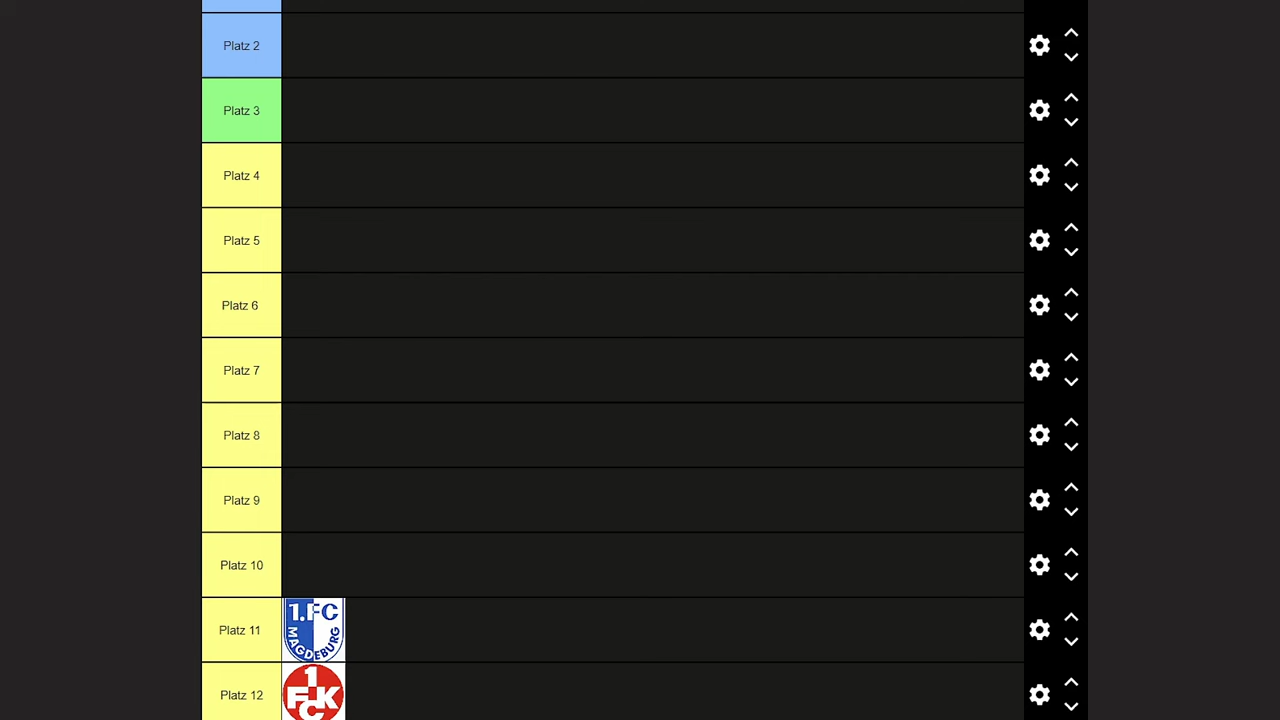 Platz 2
Platz 3
Platz 4
Platz 5
Platz 6
Platz 7
Platz 8
Platz 9
Platz 10
Platz 11
1.FC
MAGDEBURG
Platz 12
1
FCK